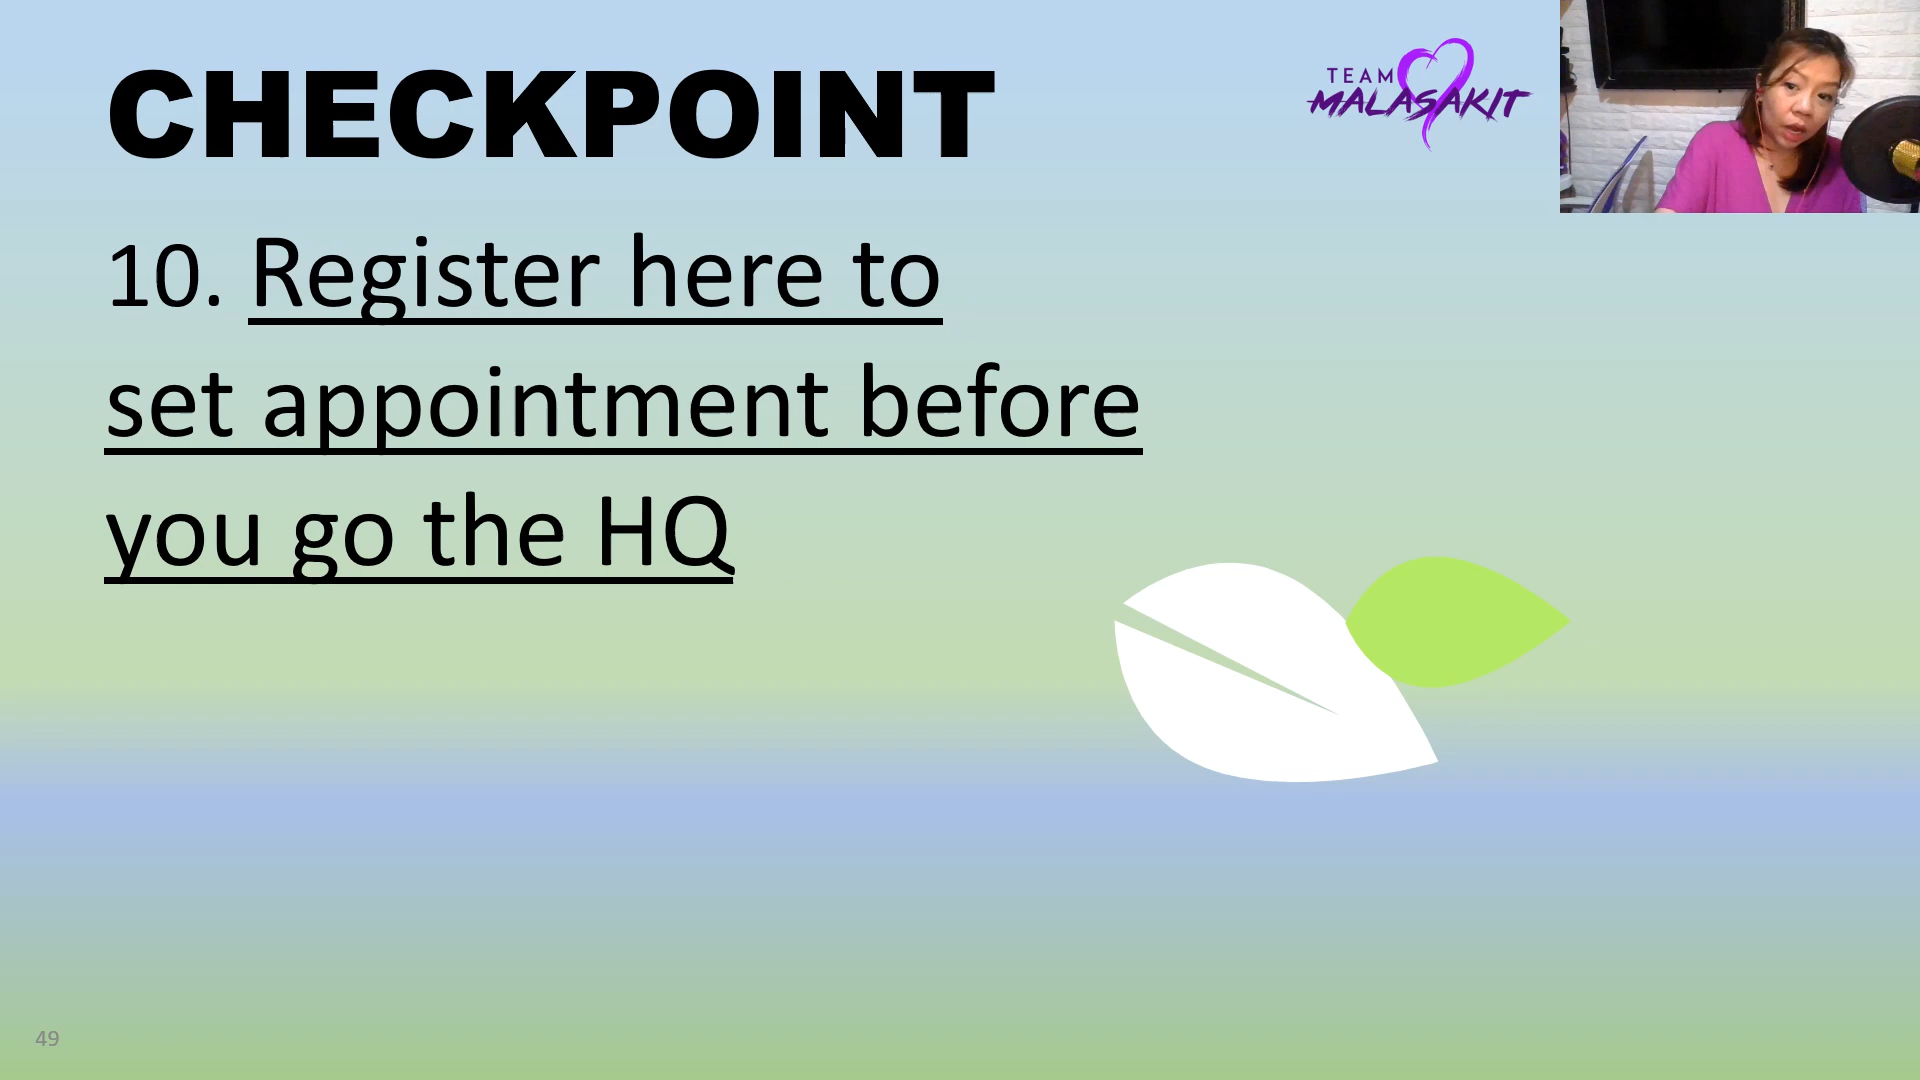 CHECKPOINT
TEAM
MALASAKIT
10. Register here to
set appointment before
you go the HQ
49